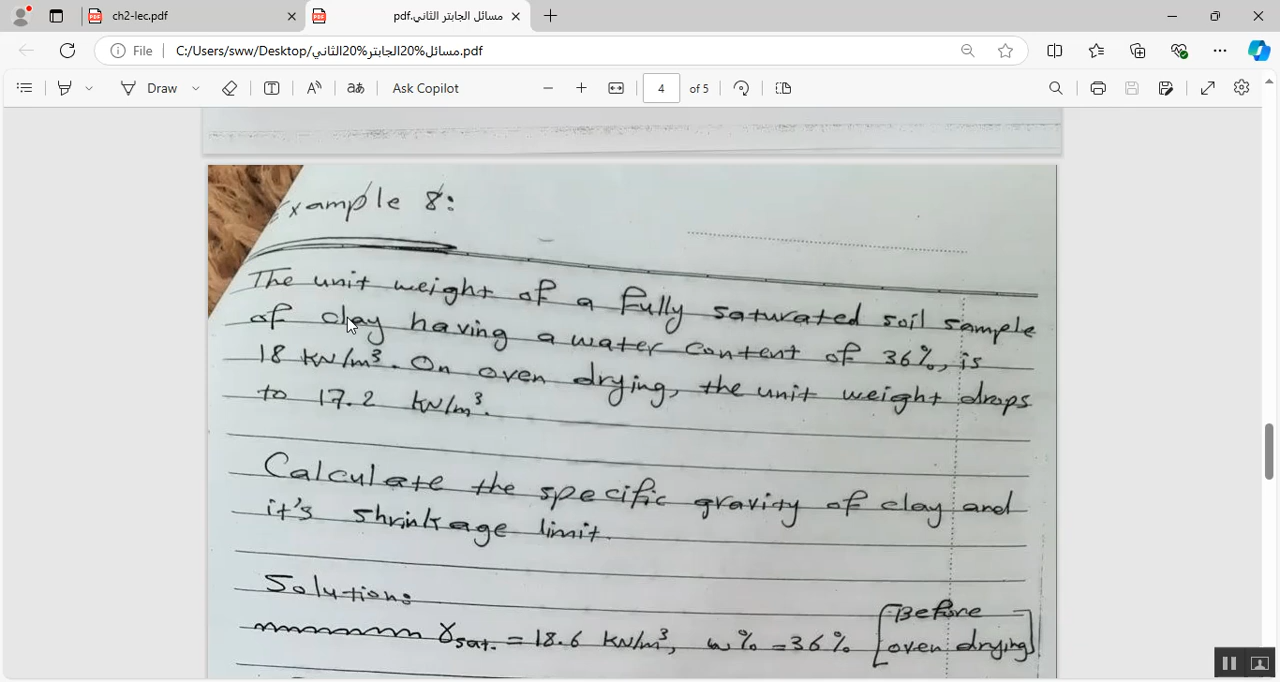 ch2-lec.pdf
مسائل الجابتر الثاني.pdf
File
C:/Users/sww/Desktop/مسائل%20الجابتر%20الثاني.pdf
Draw
aあ
Ask Copilot
4
of 5
Example 8:
The unit weight of a fully saturated soil sample
of clay having a water content of 36%, is
18 KN/m³. On oven drying, the unit weight drops
to 17.2 KN/m³.
Calculate the specific gravity of clay and
it's shrinkage limit.
Solution:
γsat. = 18.6 KN/m³, ω% = 36% [Before
oven drying]